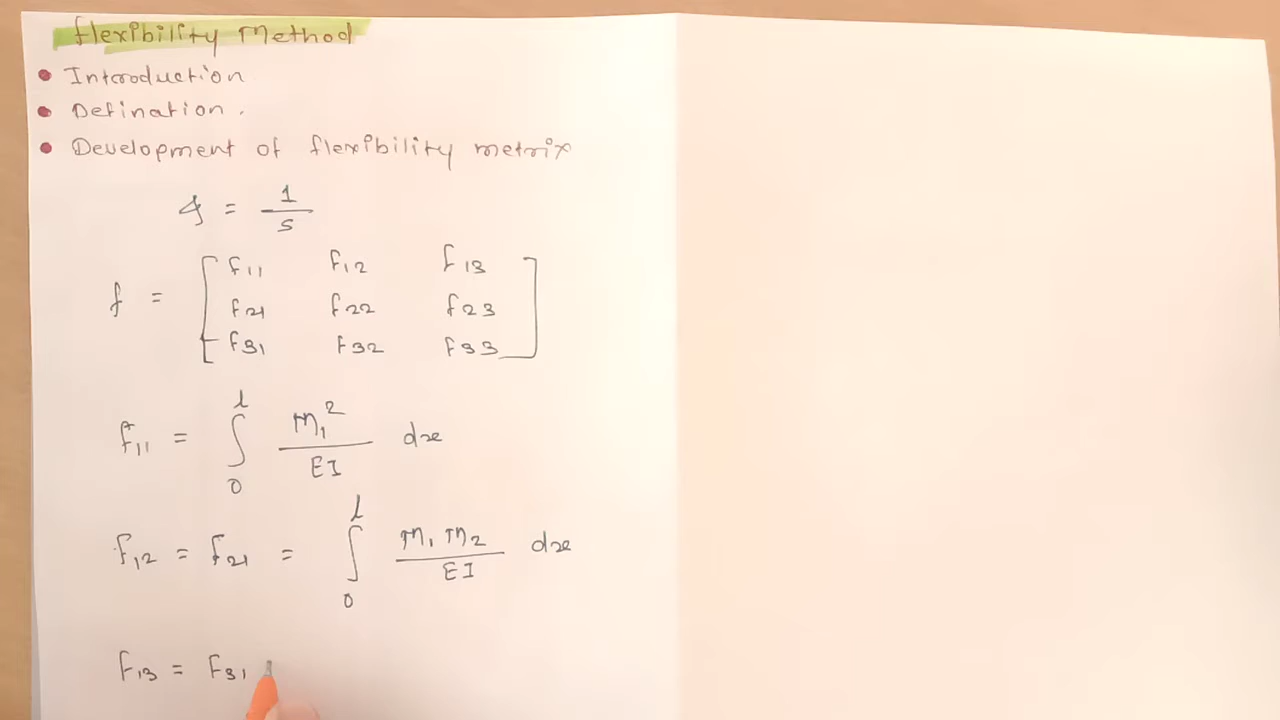 flexibility Method
• Introduction
• Defination.
• Development of flexibility metrix
f = 1/s
f = [ f11 f12 f13
f21 f22 f23
f31 f32 f33 ]
f11 = ∫₀ˡ m₁²/EI dx
f12 = f21 = ∫₀ˡ m₁ m₂/EI dx
f13 = f31